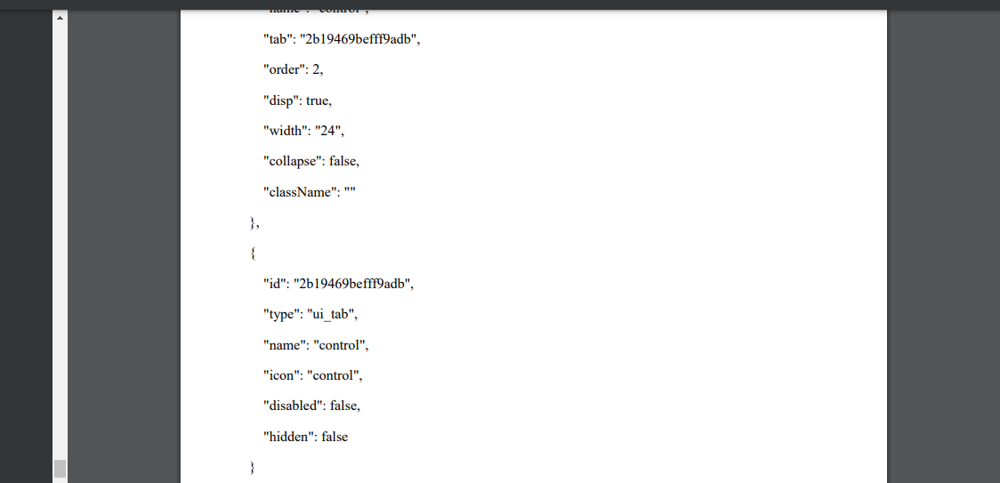 "name": "control",
"tab": "2b19469befff9adb",
"order": 2,
"disp": true,
"width": "24",
"collapse": false,
"className": ""
},
{
"id": "2b19469befff9adb",
"type": "ui_tab",
"name": "control",
"icon": "control",
"disabled": false,
"hidden": false
}